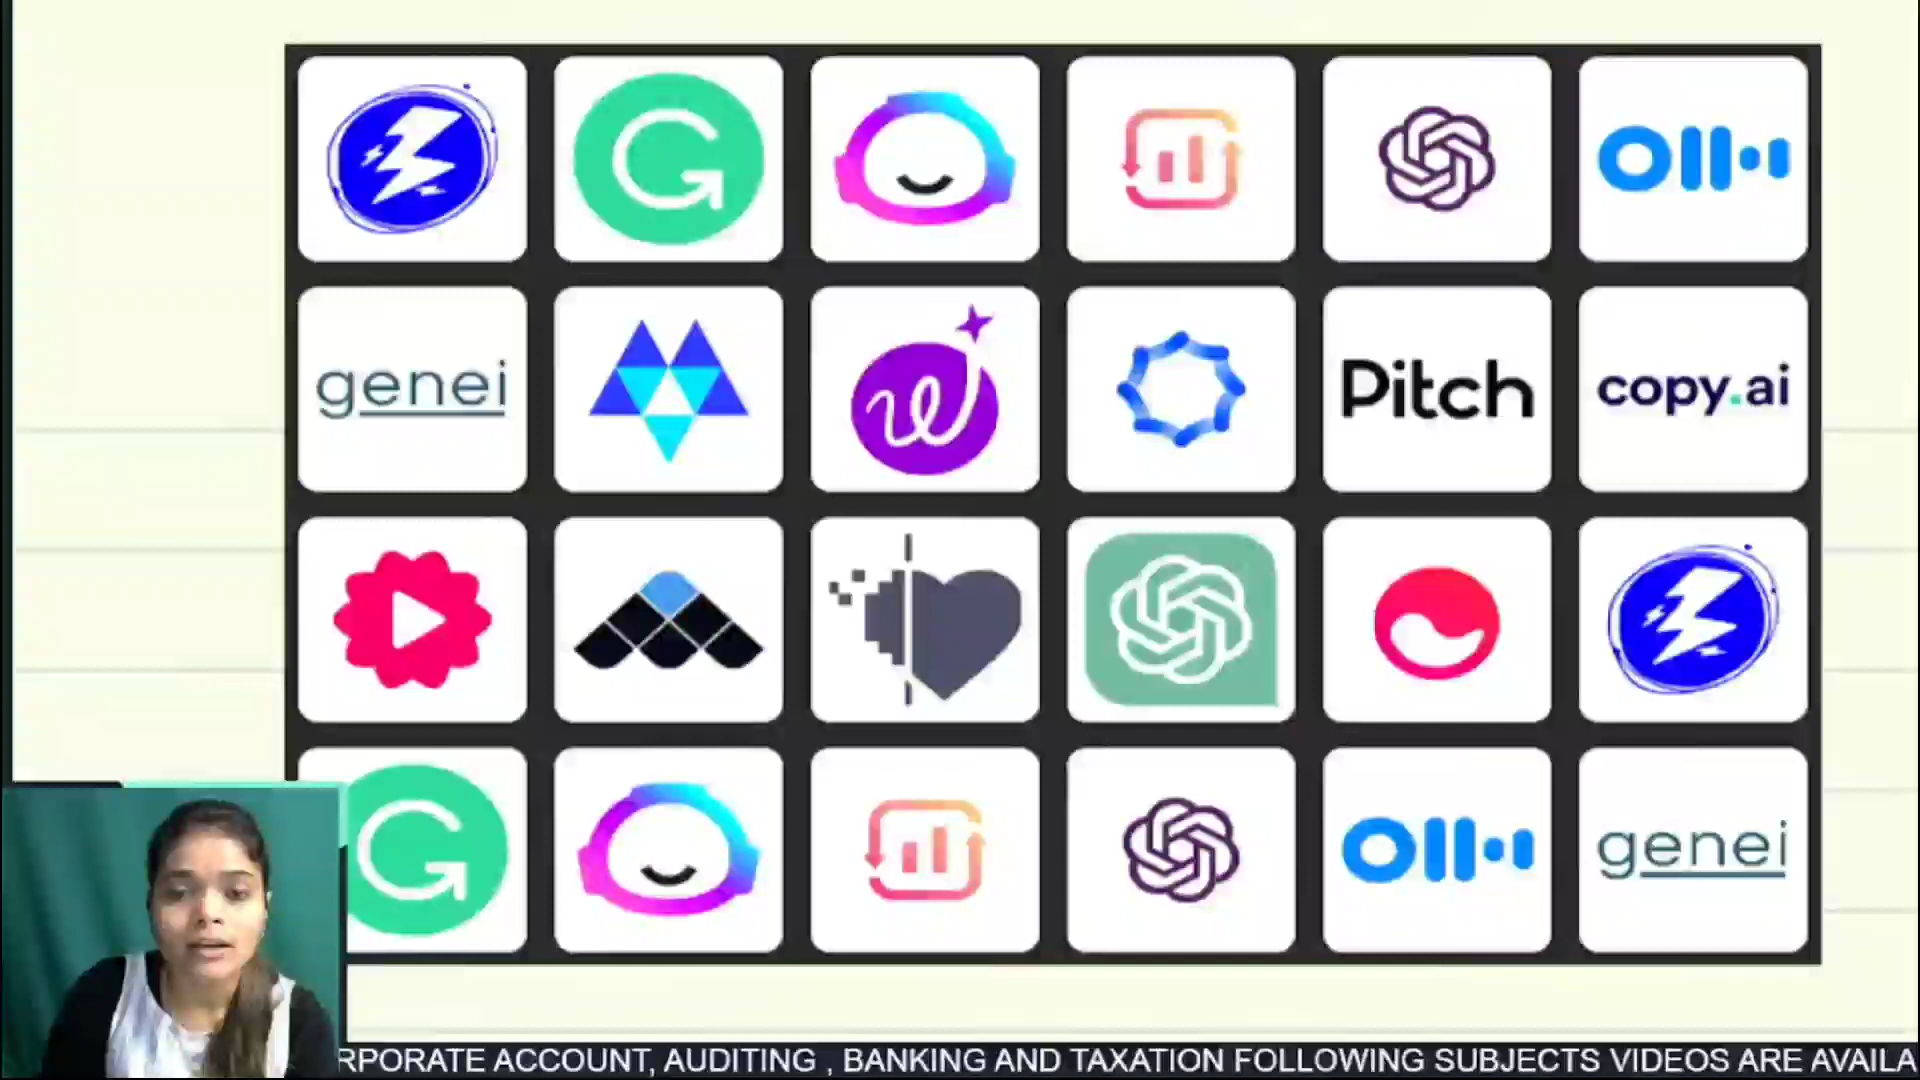 genei
Pitch
copy.ai
genei
RPORATE ACCOUNT, AUDITING , BANKING AND TAXATION FOLLOWING SUBJECTS VIDEOS ARE AVAILA